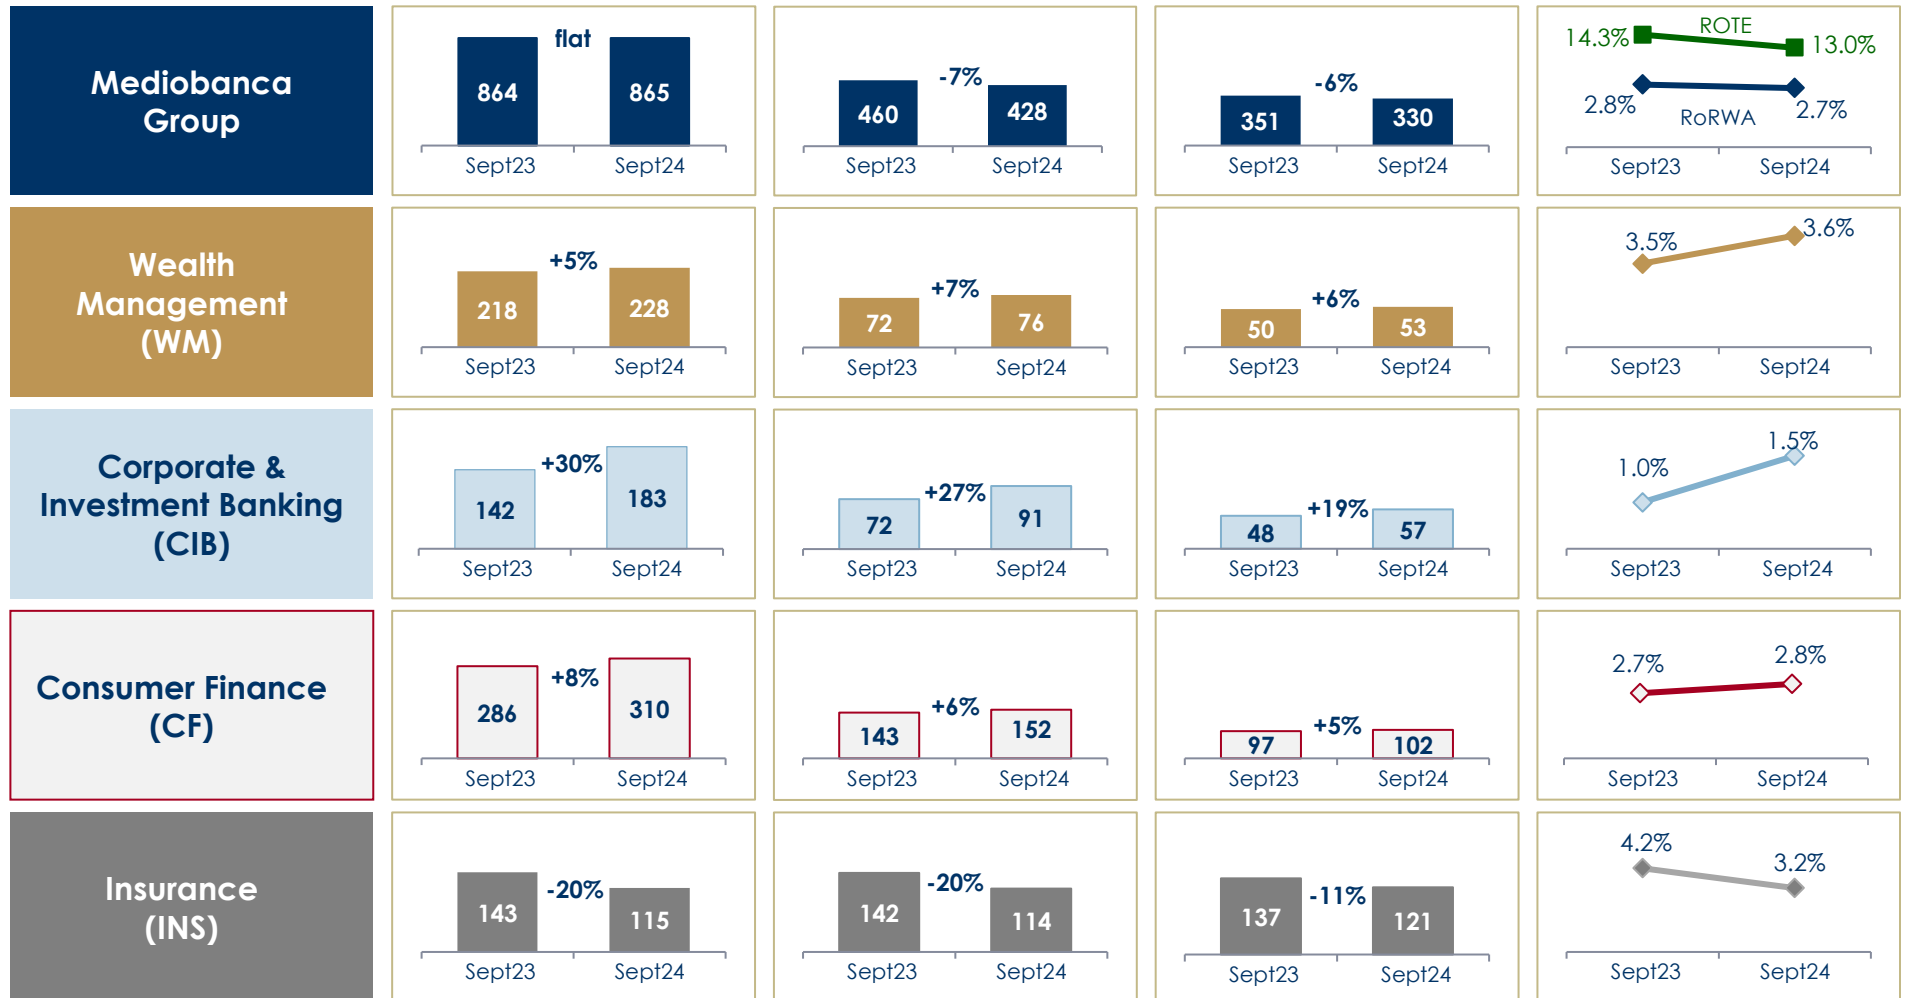 Mediobanca
Group
flat
864
865
Sept23
Sept24
-7%
460
428
Sept23
Sept24
-6%
351
330
Sept23
Sept24
ROTE
14.3%
13.0%
2.8%
RoRWA
2.7%
Sept23
Sept24
Wealth
Management
(WM)
+5%
218
228
Sept23
Sept24
+7%
72
76
Sept23
Sept24
+6%
50
53
Sept23
Sept24
3.5%
3.6%
Sept23
Sept24
Corporate &
Investment Banking
(CIB)
+30%
142
183
Sept23
Sept24
+27%
72
91
Sept23
Sept24
+19%
48
57
Sept23
Sept24
1.0%
1.5%
Sept23
Sept24
Consumer Finance
(CF)
+8%
286
310
Sept23
Sept24
+6%
143
152
Sept23
Sept24
+5%
97
102
Sept23
Sept24
2.7%
2.8%
Sept23
Sept24
Insurance
(INS)
-20%
143
115
Sept23
Sept24
-20%
142
114
Sept23
Sept24
-11%
137
121
Sept23
Sept24
4.2%
3.2%
Sept23
Sept24